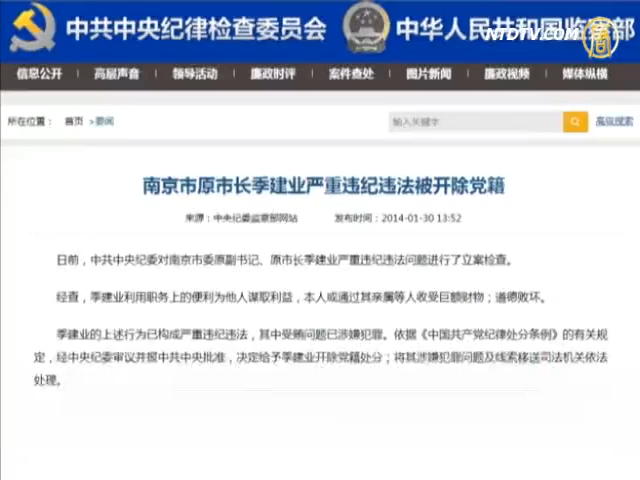 中共中央纪律检查委员会 中华人民共和国监察部
NTDTV.COM
信息公开 高层声音 领导活动 廉政时评 案件查处 图片新闻 廉政视频 媒体纵横
所在位置： 首页 >要闻 输入关键字 高级搜索
南京市原市长季建业严重违纪违法被开除党籍
来源：中央纪委监察部网站 发布时间：2014-01-30 13:52
日前，中共中央纪委对南京市委原副书记、原市长季建业严重违纪违法问题进行了立案检查。
经查，季建业利用职务上的便利为他人谋取利益，本人或通过其亲属等人收受巨额财物；道德败坏。
季建业的上述行为已构成严重违纪违法，其中受贿问题已涉嫌犯罪。依据《中国共产党纪律处分条例》的有关规
定，经中央纪委审议并报中共中央批准，决定给予季建业开除党籍处分；将其涉嫌犯罪问题及线索移送司法机关依法
处理。